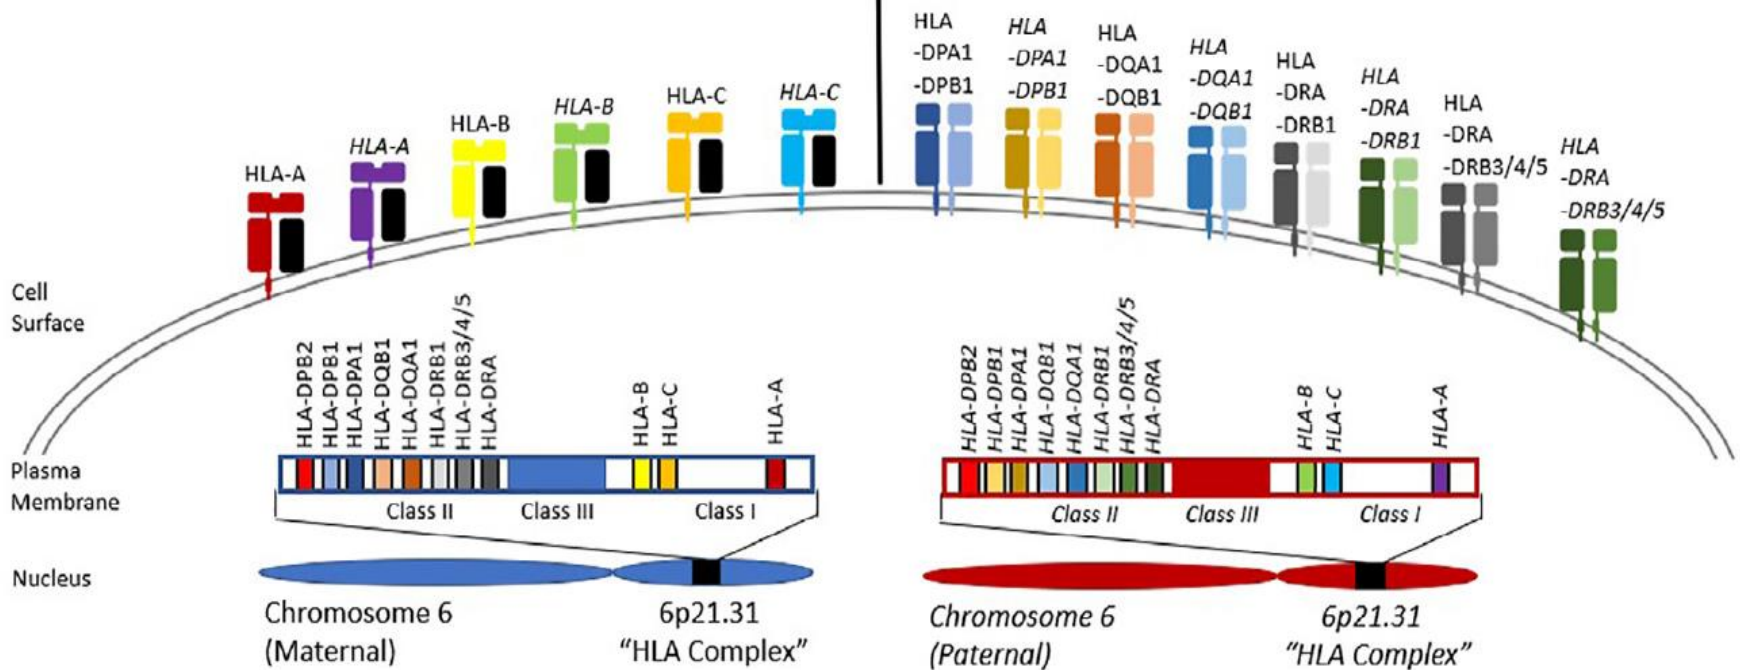 HLA-A
HLA-A
HLA-B
HLA-B
HLA-C
HLA-C
HLA
-DPA1
-DPB1
HLA
-DPA1
-DPB1
HLA
-DQA1
-DQB1
HLA
-DQA1
-DQB1
HLA
-DRA
-DRB1
HLA
-DRA
-DRB1
HLA
-DRA
-DRB3/4/5
HLA
-DRA
-DRB3/4/5
Cell
Surface
HLA-DPB2
HLA-DPB1
HLA-DPA1
HLA-DQB1
HLA-DQA1
HLA-DRB1
HLA-DRB3/4/5
HLA-DRA
HLA-B
HLA-C
HLA-A
HLA-DPB2
HLA-DPB1
HLA-DPA1
HLA-DQB1
HLA-DQA1
HLA-DRB1
HLA-DRB3/4/5
HLA-DRA
HLA-B
HLA-C
HLA-A
Plasma
Membrane
Class II
Class III
Class I
Class II
Class III
Class I
Nucleus
Chromosome 6
(Maternal)
6p21.31
“HLA Complex”
Chromosome 6
(Paternal)
6p21.31
“HLA Complex”